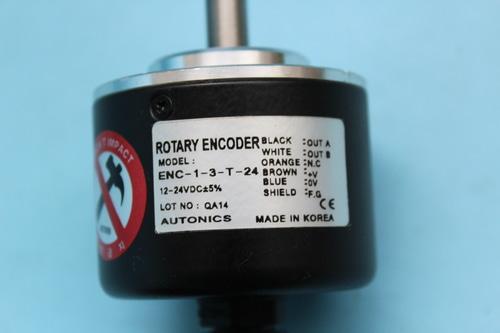 ROTARY ENCODER
MODEL :
ENC-1-3-T-24
12-24VDC±5%
LOT NO : QA14
AUTONICS
BLACK :OUT A
WHITE :OUT B
ORANGE:N.C
BROWN :+V
BLUE :0V
SHIELD :F.G
CE
MADE IN KOREA
IMPACT